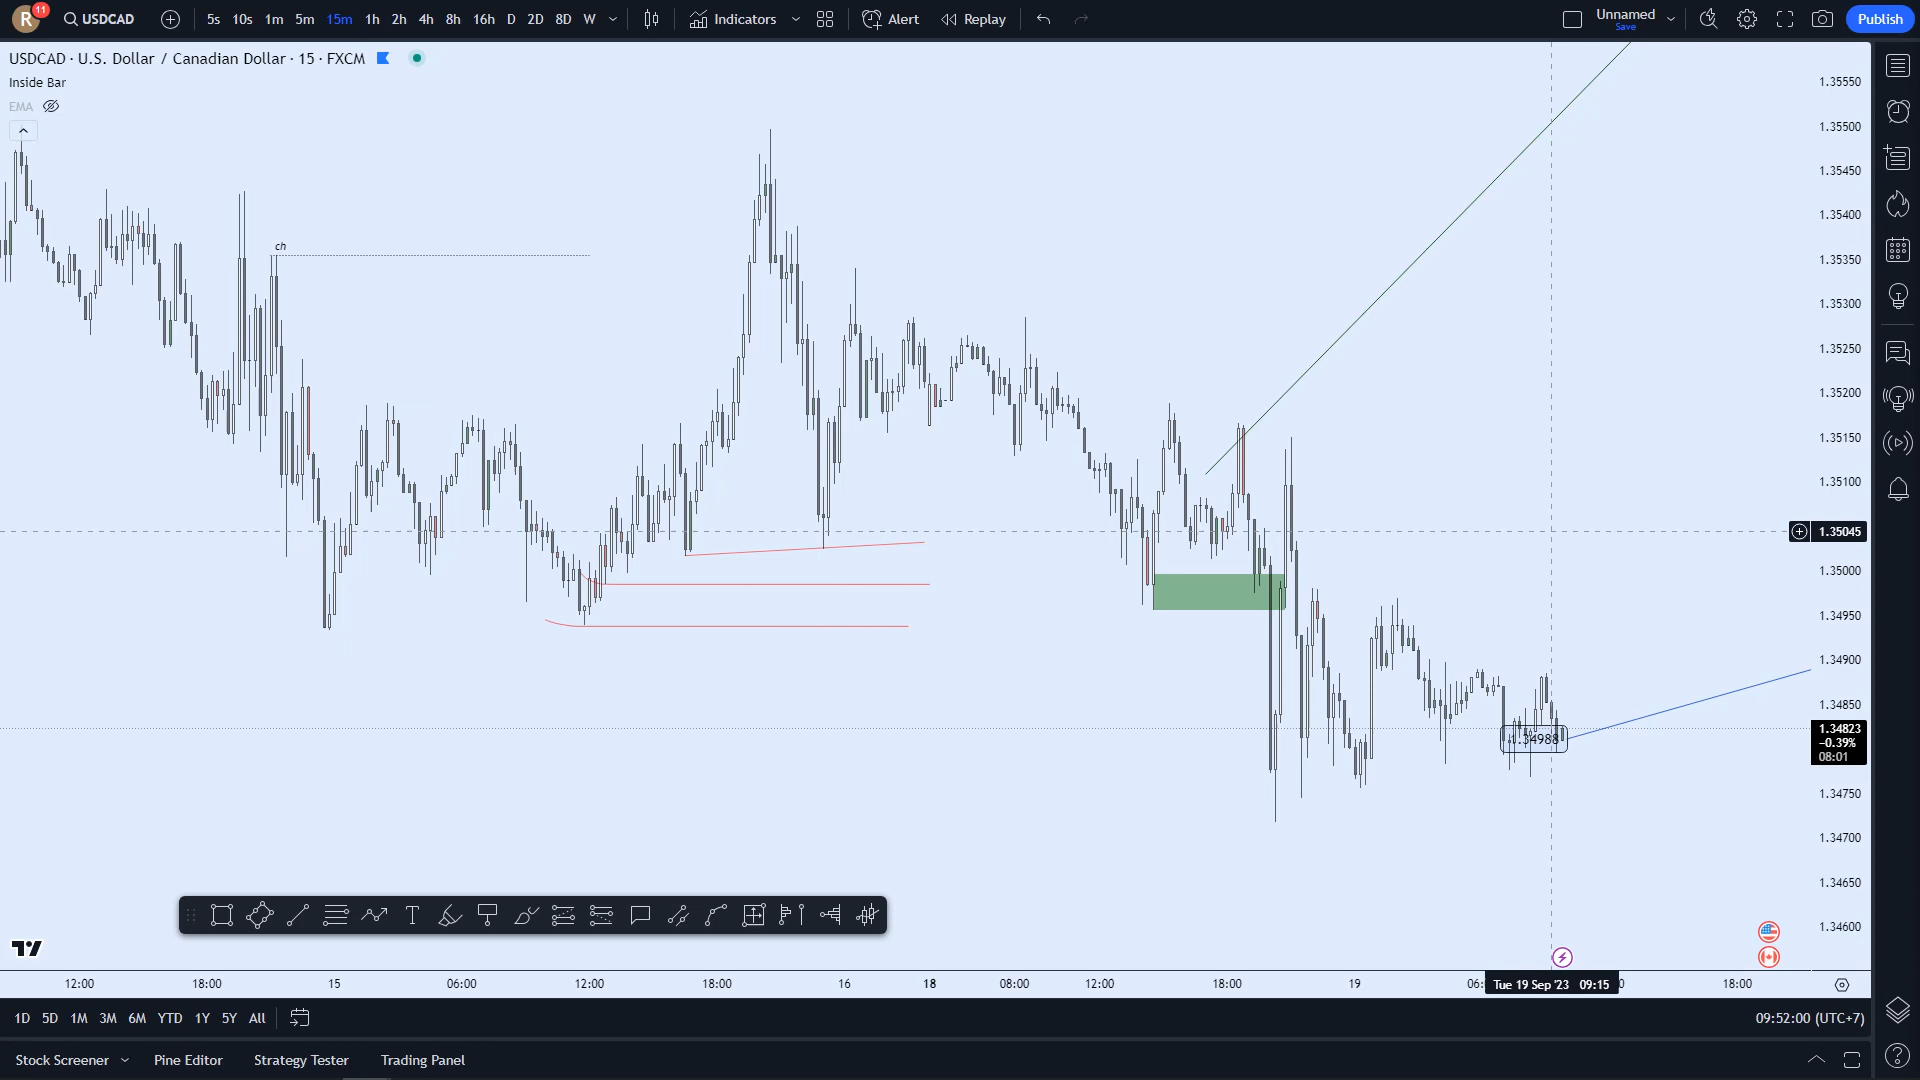 R 11 USDCAD 5s 10s 1m 5m 15m 1h 2h 4h 8h 16h D 2D 8D W Indicators Alert Replay Unnamed Publish
Save
USDCAD · U.S. Dollar / Canadian Dollar · 15 · FXCM
Inside Bar
EMA
1.35550
1.35500
1.35450
1.35400
ch
1.35350
1.35300
1.35250
1.35200
1.35150
1.35100
1.35045
1.35000
1.34950
1.34900
1.34850
1.34823
−0.39%
08:01
1.34988
1.34750
1.34700
1.34650
1.34600
12:00 18:00 15 06:00 12:00 18:00 16 18 08:00 12:00 18:00 19 Tue 19 Sep '23 09:15 18:00
1D 5D 1M 3M 6M YTD 1Y 5Y All 09:52:00 (UTC+7)
Stock Screener Pine Editor Strategy Tester Trading Panel